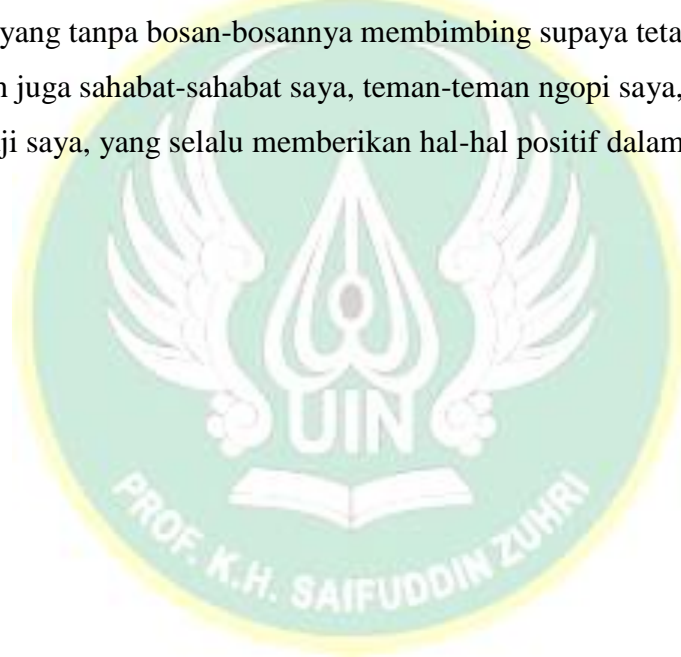 yang tanpa bosan-bosannya membimbing supaya teta
n juga sahabat-sahabat saya, teman-teman ngopi saya,
ji saya, yang selalu memberikan hal-hal positif dalam
UIN
PROF. K.H. SAIFUDDIN ZUHRI